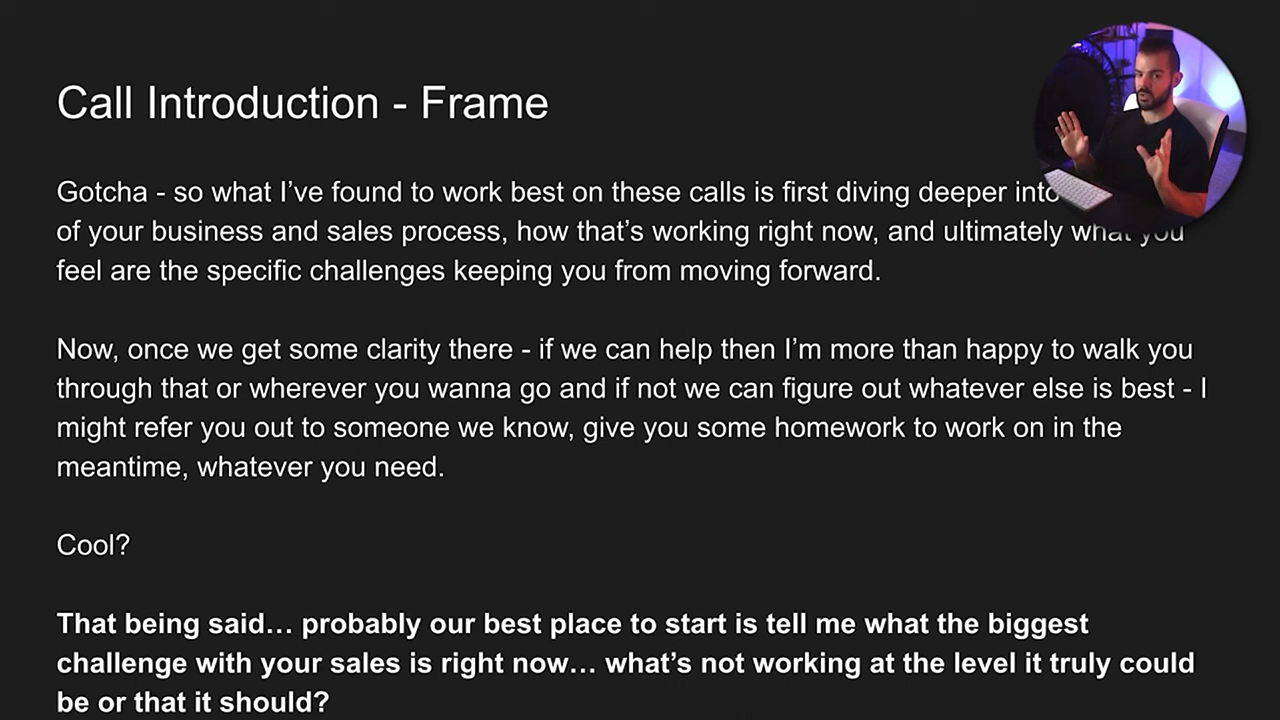 Call Introduction - Frame
Gotcha - so what I’ve found to work best on these calls is first diving deeper into
of your business and sales process, how that’s working right now, and ultimately what you
feel are the specific challenges keeping you from moving forward.
Now, once we get some clarity there - if we can help then I’m more than happy to walk you
through that or wherever you wanna go and if not we can figure out whatever else is best - I
might refer you out to someone we know, give you some homework to work on in the
meantime, whatever you need.
Cool?
That being said… probably our best place to start is tell me what the biggest
challenge with your sales is right now… what’s not working at the level it truly could
be or that it should?